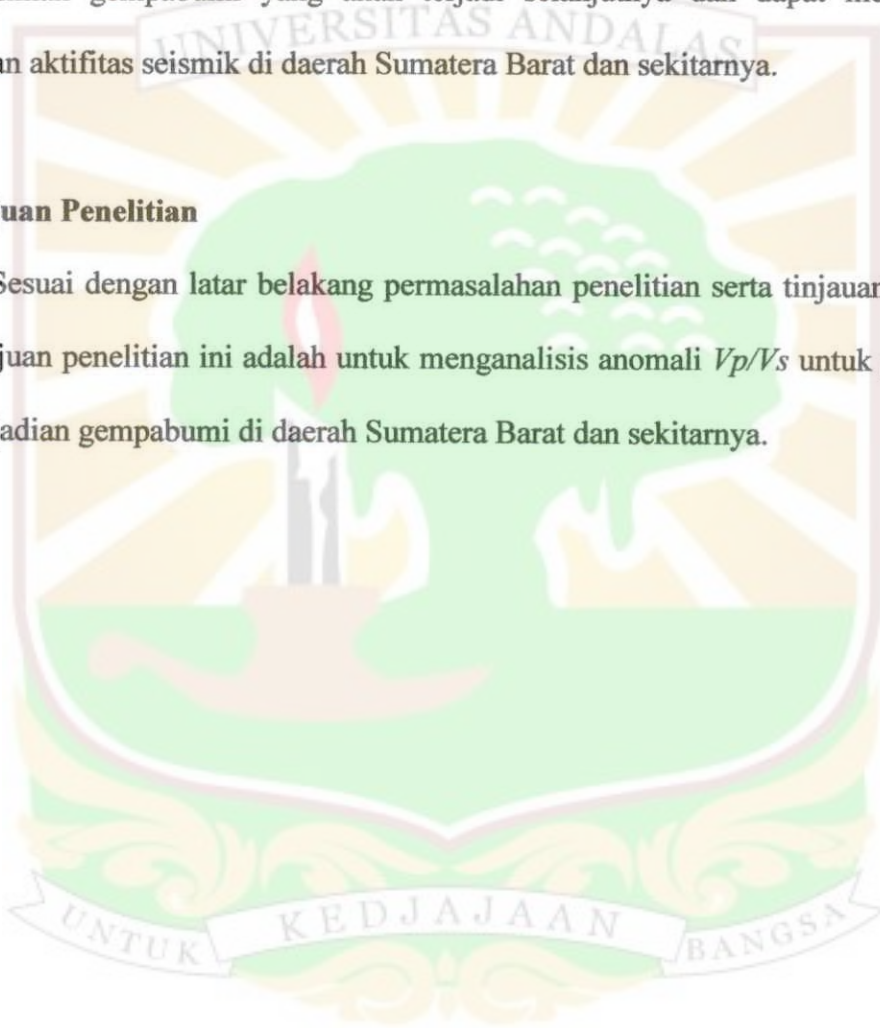 UNIVERSITAS ANDALAS
an aktifitas seismik di daerah Sumatera Barat dan sekitarnya.
uan Penelitian
Sesuai dengan latar belakang permasalahan penelitian serta tinjauan
juan penelitian ini adalah untuk menganalisis anomali Vp/Vs untuk
adian gempabumi di daerah Sumatera Barat dan sekitarnya.
UNTUK KEDJAJAAN BANGSA